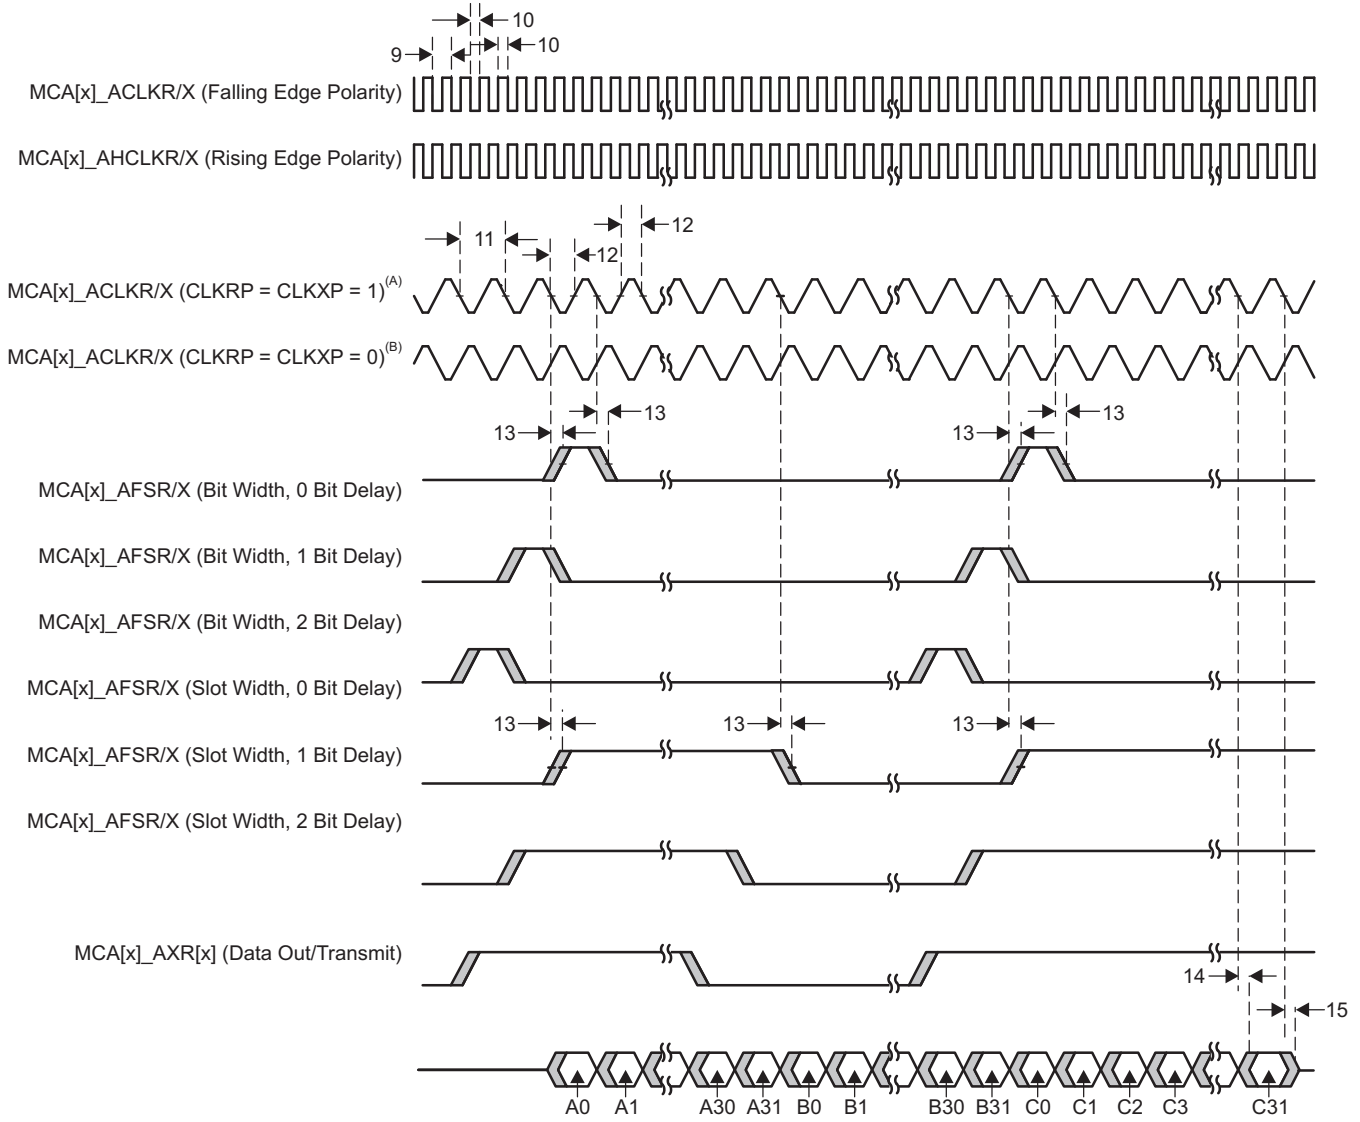 10
9
10
MCA[x]_ACLKR/X (Falling Edge Polarity)
MCA[x]_AHCLKR/X (Rising Edge Polarity)
12
11
12
MCA[x]_ACLKR/X (CLKRP = CLKXP = 1)(A)
MCA[x]_ACLKR/X (CLKRP = CLKXP = 0)(B)
13
13
13
13
MCA[x]_AFSR/X (Bit Width, 0 Bit Delay)
MCA[x]_AFSR/X (Bit Width, 1 Bit Delay)
MCA[x]_AFSR/X (Bit Width, 2 Bit Delay)
MCA[x]_AFSR/X (Slot Width, 0 Bit Delay)
13
13
13
MCA[x]_AFSR/X (Slot Width, 1 Bit Delay)
MCA[x]_AFSR/X (Slot Width, 2 Bit Delay)
MCA[x]_AXR[x] (Data Out/Transmit)
14
15
A0 A1 A30 A31 B0 B1 B30 B31 C0 C1 C2 C3 C31